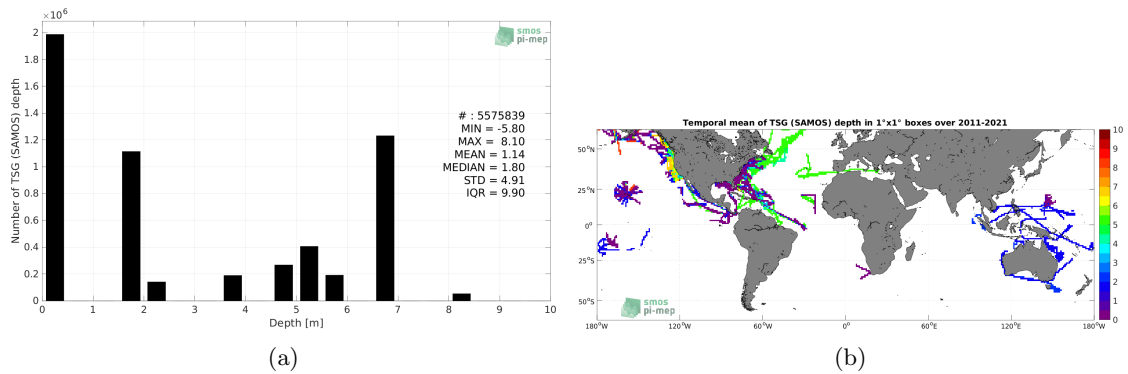 ×10⁶
2
1.8
1.6
1.4
1.2
1
0.8
0.6
0.4
0.2
0
Number of TSG (SAMOS) depth
smos
pi-mep
# : 5575839
MIN = -5.80
MAX = 8.10
MEAN = 1.14
MEDIAN = 1.80
STD = 4.91
IQR = 9.90
0 1 2 3 4 5 6 7 8 9 10
Depth [m]
(a)
Temporal mean of TSG (SAMOS) depth in 1°x1° boxes over 2011-2021
50°N
25°N
0°
25°S
50°S
smos
pi-mep
180°W 120°W 60°W 0° 60°E 120°E 180°W
10
9
8
7
6
5
4
3
2
1
0
(b)